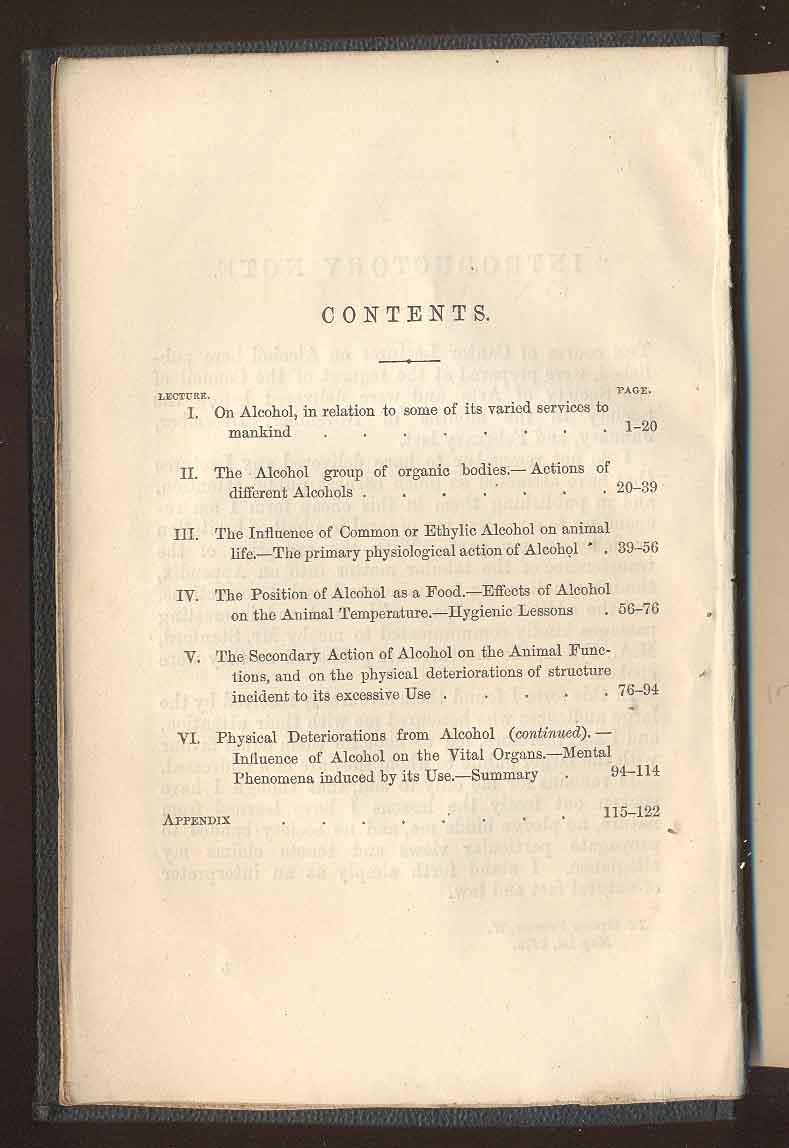 CONTENTS.
LECTURE. PAGE.
I. On Alcohol, in relation to some of its varied services to
mankind . . . . . . . . 1–20
II. The Alcohol group of organic bodies.—Actions of
different Alcohols . . . . . . . 20–39
III. The Influence of Common or Ethylic Alcohol on animal
life.—The primary physiological action of Alcohol . 39–56
IV. The Position of Alcohol as a Food.—Effects of Alcohol
on the Animal Temperature.—Hygienic Lessons . 56–76
V. The Secondary Action of Alcohol on the Animal Func-
tions, and on the physical deteriorations of structure
incident to its excessive Use . . . . . 76–94
VI. Physical Deteriorations from Alcohol (continued).—
Influence of Alcohol on the Vital Organs.—Mental
Phenomena induced by its Use.—Summary . 94–114
APPENDIX . . . . . . . . 115–122